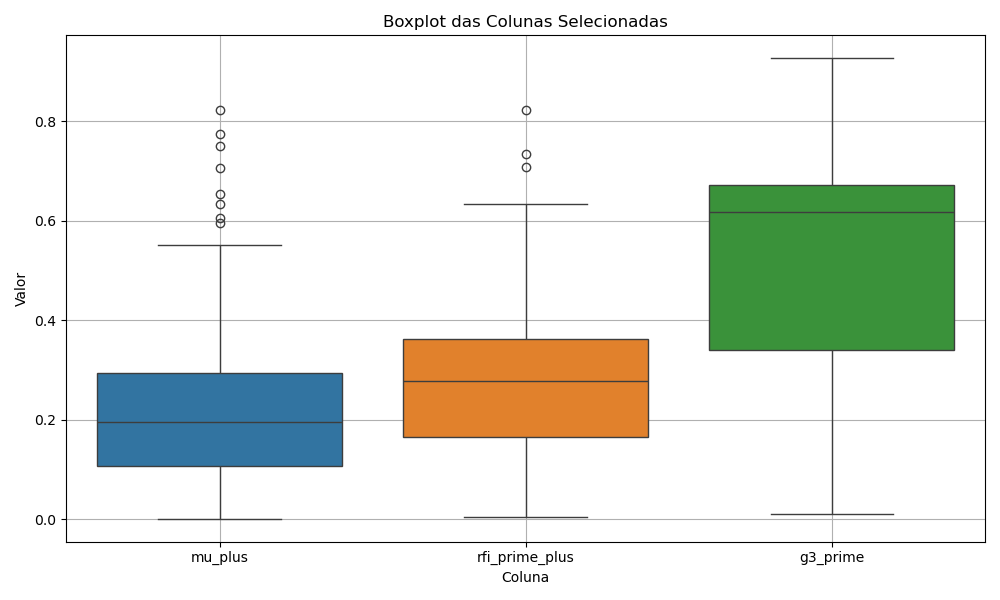 Boxplot das Colunas Selecionadas
Valor
0.8
0.6
0.4
0.2
0.0
mu_plus
rfi_prime_plus
g3_prime
Coluna